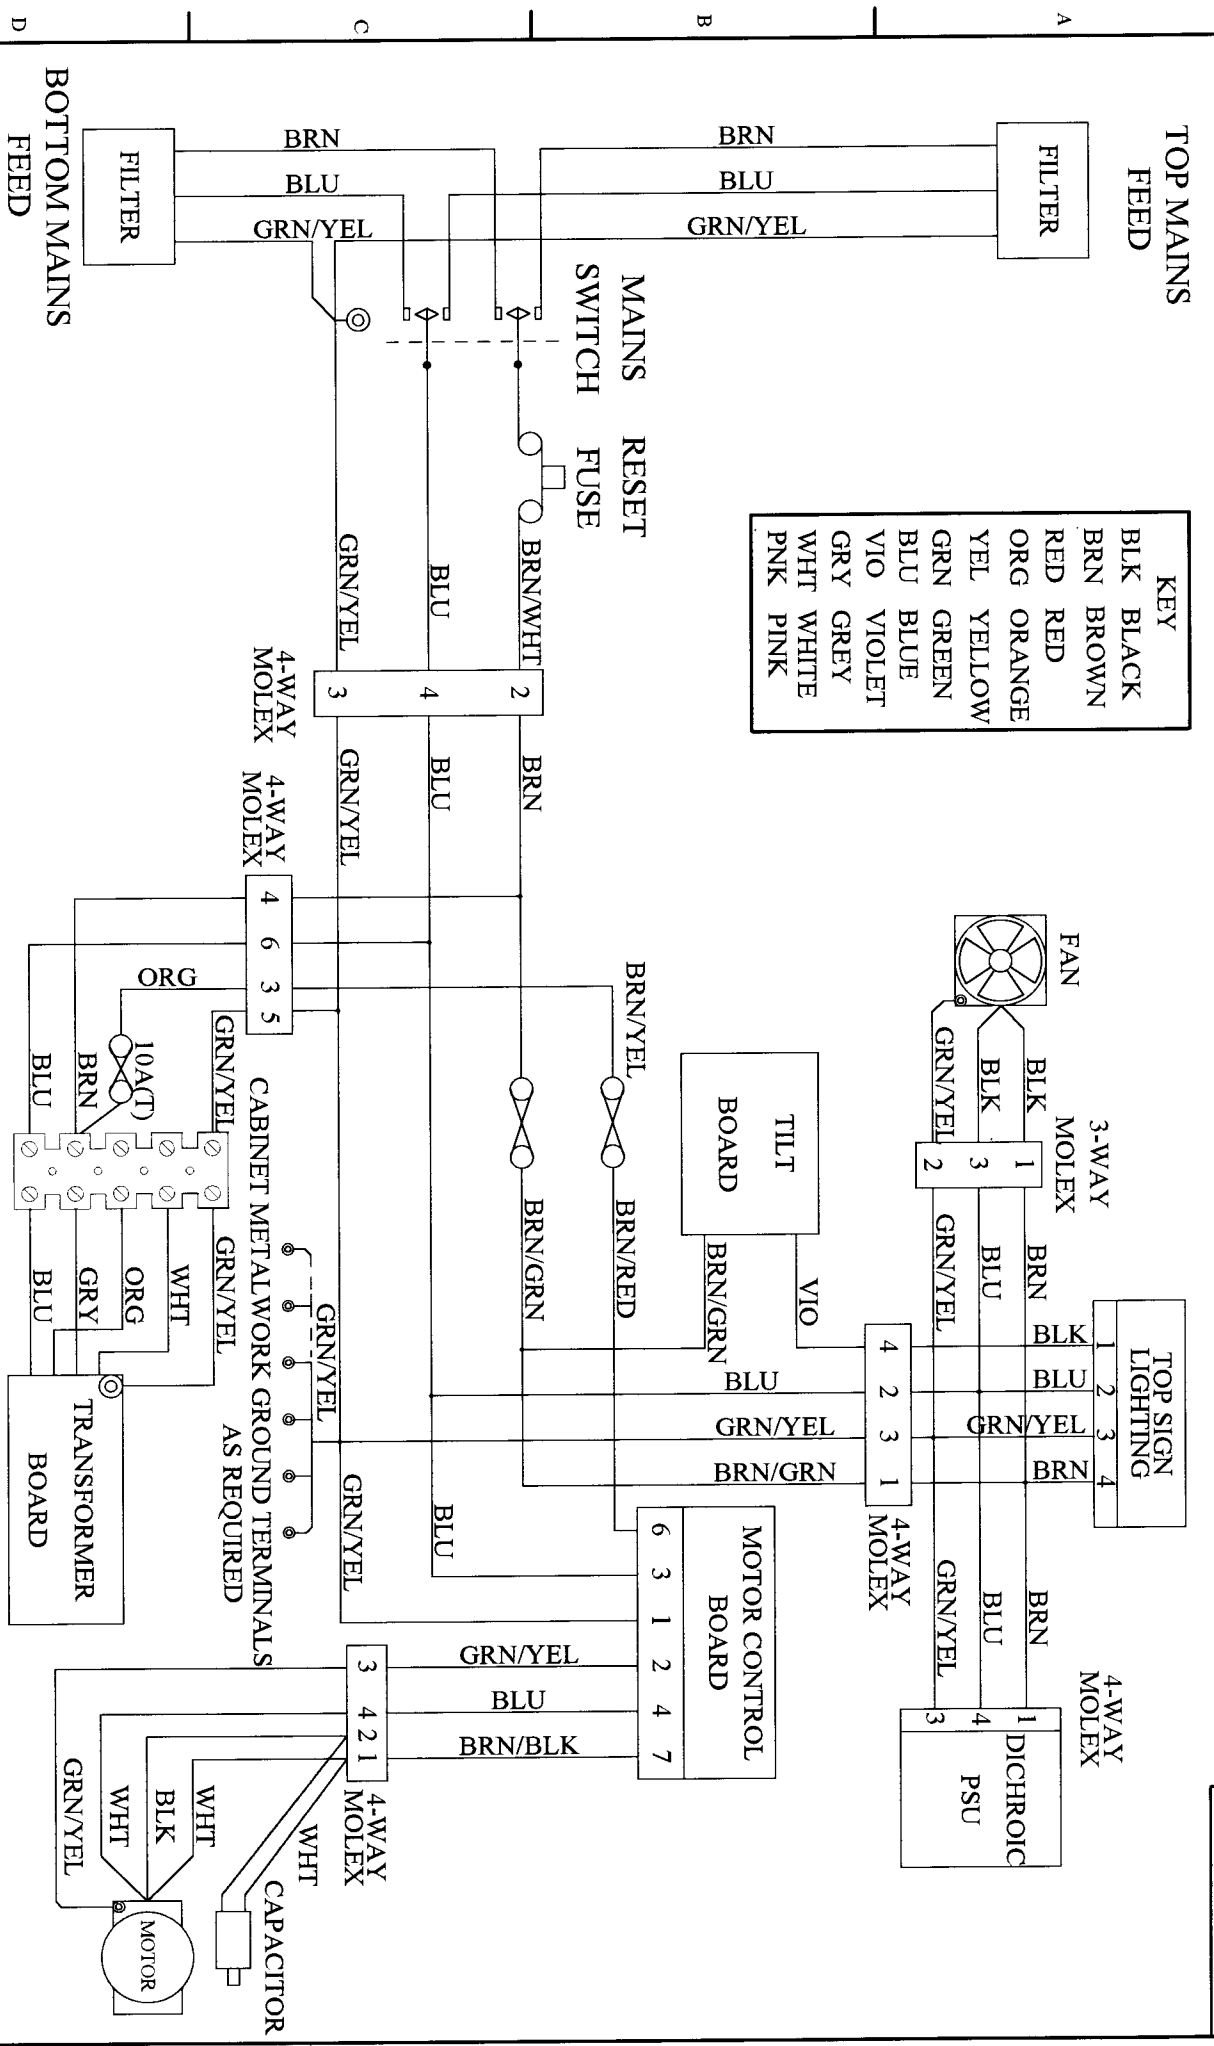 A
B
C
D
TOP MAINS
FEED
FILTER
BRN
BLU
GRN/YEL
BRN
BLU
GRN/YEL
FILTER
BOTTOM MAINS
FEED
MAINS
SWITCH
RESET
FUSE
KEY
BLK BLACK
BRN BROWN
RED RED
ORG ORANGE
YEL YELLOW
GRN GREEN
BLU BLUE
VIO VIOLET
GRY GREY
WHT WHITE
PNK PINK
BRN/WHT
BLU
GRN/YEL
2
4
3
4-WAY
MOLEX
BRN
BLU
GRN/YEL
4-WAY
MOLEX
4
6
3
5
ORG
BRN/YEL
10A(T)
GRN/YEL
BRN
BLU
FAN
BLK
BLK
GRN/YEL
3-WAY
MOLEX
1
3
2
BRN
BLU
GRN/YEL
TILT
BOARD
VIO
BRN/GRN
BRN/RED
BRN/GRN
CABINET METALWORK GROUND TERMINALS
AS REQUIRED
GRN/YEL
GRN/YEL
WHT
ORG
GRY
BLU
TRANSFORMER
BOARD
TOP SIGN
LIGHTING
1
2
3
4
BLK
BLU
GRN/YEL
BRN
4
2
3
1
4-WAY
MOLEX
BLU
GRN/YEL
BRN/GRN
BRN
BLU
GRN/YEL
4-WAY
MOLEX
1
4
3
DICHROIC
PSU
BLU
GRN/YEL
MOTOR CONTROL
BOARD
6
3
1
2
4
7
GRN/YEL
BLU
BRN/BLK
3
4
2
1
4-WAY
MOLEX
WHT
WHT
BLK
WHT
GRN/YEL
CAPACITOR
MOTOR